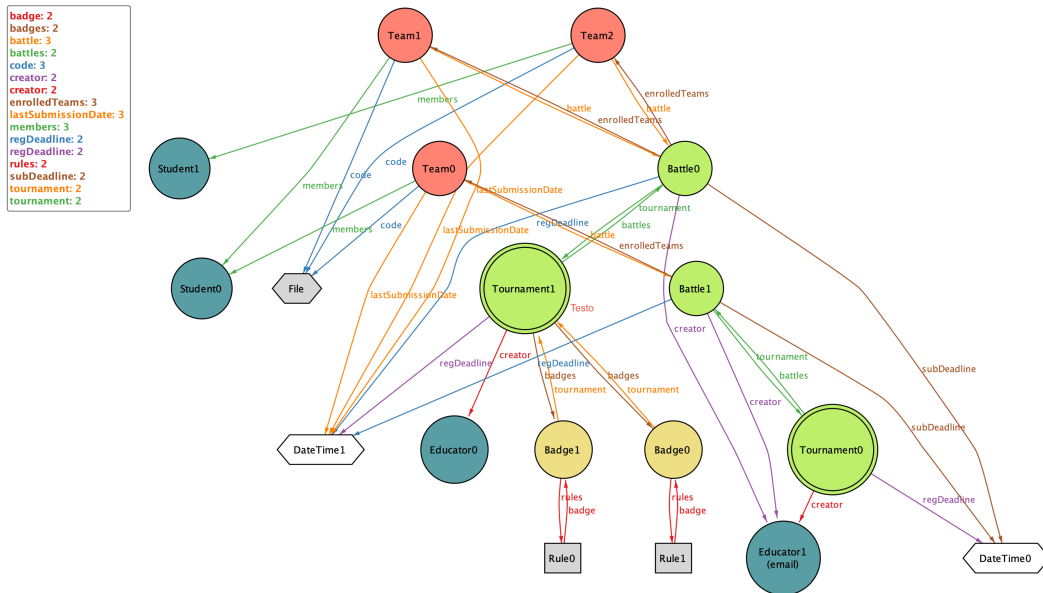 badge: 2
badges: 2
battle: 3
battles: 2
code: 3
creator: 2
creator: 2
enrolledTeams: 3
lastSubmissionDate: 3
members: 3
regDeadline: 2
regDeadline: 2
rules: 2
subDeadline: 2
tournament: 2
tournament: 2
Team1
Team2
enrolledTeams
members
battle
battle
enrolledTeams
code
Student1
Team0
Battle0
code
members
lastSubmissionDate
tournament
regDeadline
battles
members
code
lastSubmissionDate
battle
enrolledTeams
Student0
File
Tournament1
Battle1
lastSubmissionDate
Testo
creator
creator
tournament
regDeadline
regDeadline
subDeadline
badges
badges
battles
tournament
tournament
creator
subDeadline
DateTime1
Educator0
Badge1
Badge0
Tournament0
rules
rules
regDeadline
creator
badge
badge
Rule0
Rule1
Educator1
(email)
DateTime0